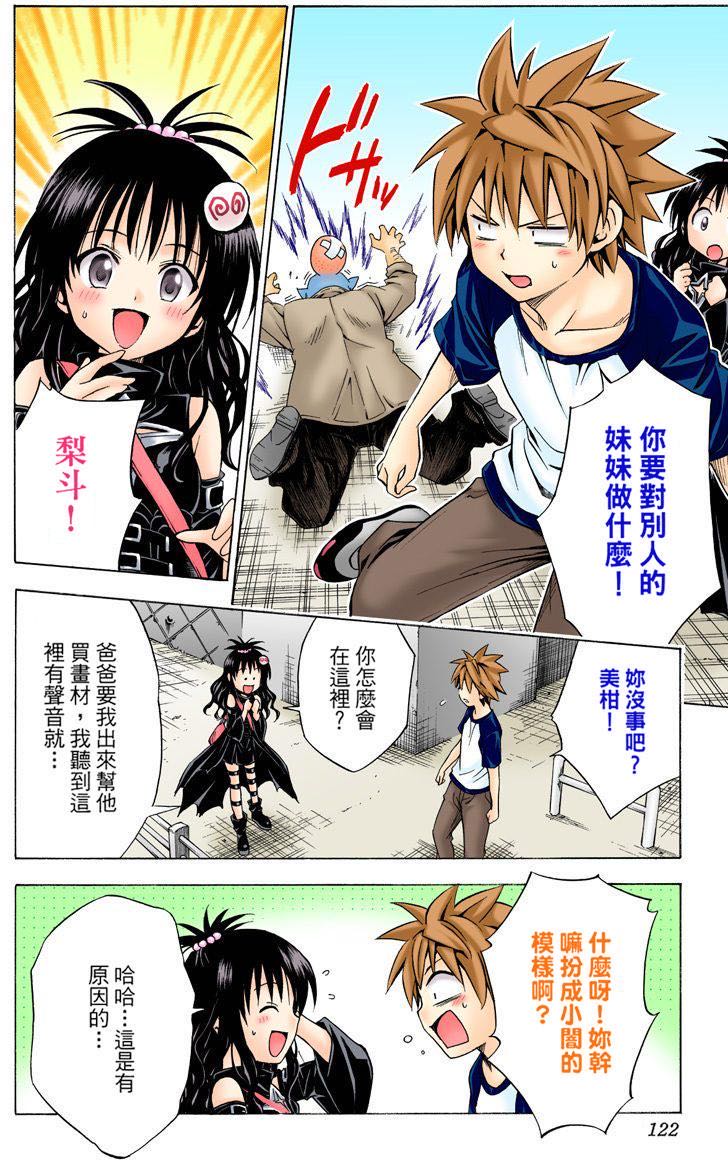 ドサッ
你要對別人的
妹妹做什麼！
梨斗！
妳沒事吧？
美柑！
你怎麼會
在這裡？
爸爸要我出來幫他
買畫材，我聽到這
裡有聲音就…
什麼呀！妳幹
嘛扮成小闇的
模樣啊？
哈哈…這是有
原因的…
122